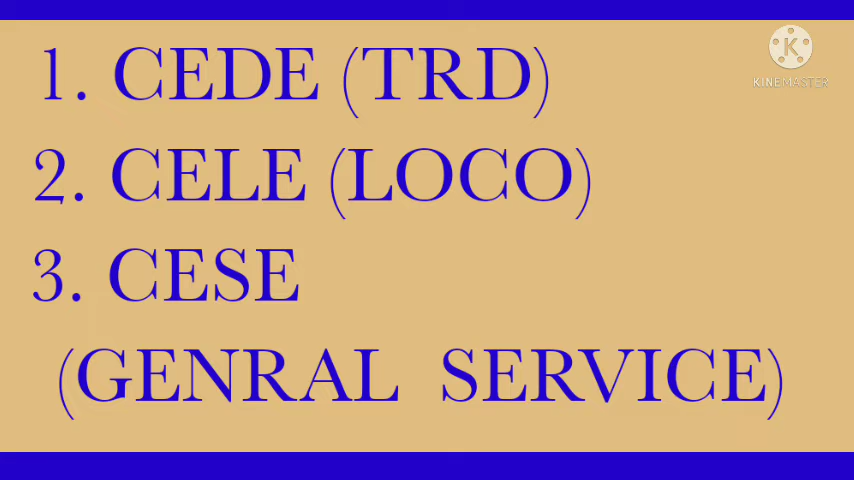 1. CEDE (TRD)
2. CELE (LOCO)
3. CESE
(GENRAL SERVICE)
K
KINEMASTER